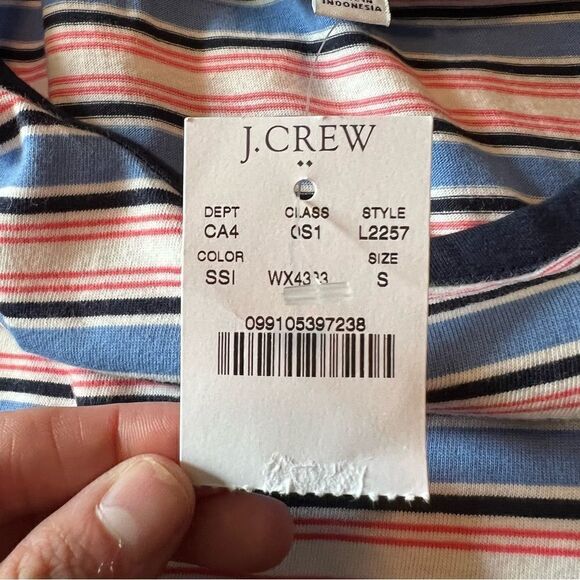 INDONESIA
J.CREW
DEPT CLASS STYLE
CA4 0S1 L2257
COLOR SIZE
SSI S
099105397238